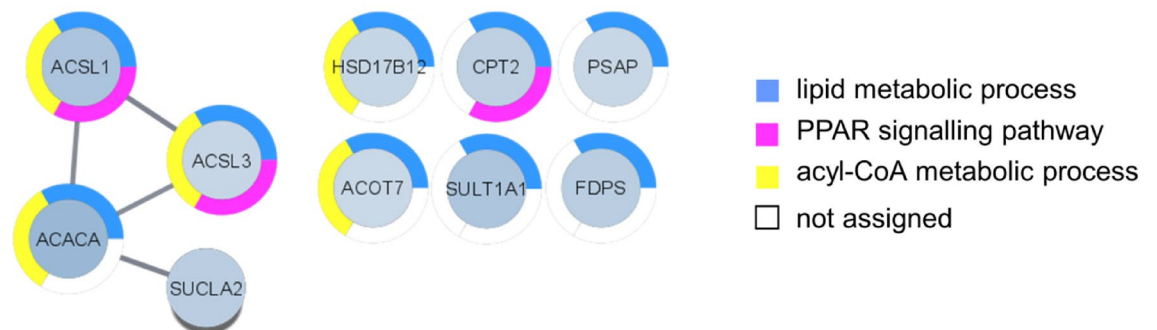 ACSL1
ACSL3
ACACA
SUCLA2
HSD17B12
CPT2
PSAP
ACOT7
SULT1A1
FDPS
lipid metabolic process
PPAR signalling pathway
acyl-CoA metabolic process
not assigned